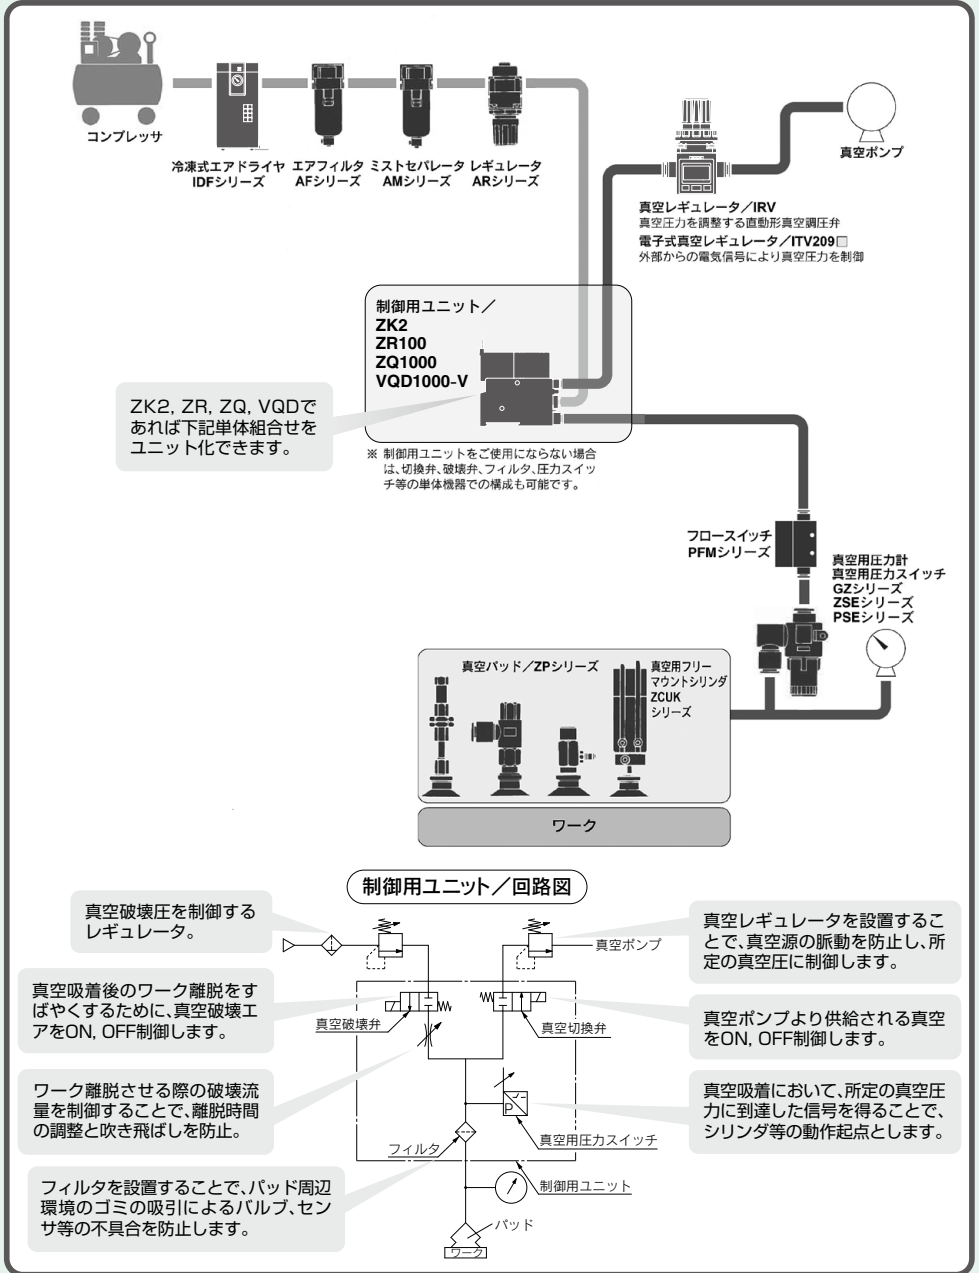 コンプレッサ
冷凍式エアドライヤ
IDFシリーズ
エアフィルタ
AFシリーズ
ミストセパレータ
AMシリーズ
レギュレータ
ARシリーズ
真空ポンプ
真空レギュレータ／IRV
真空圧力を調整する直動形真空調圧弁
電子式真空レギュレータ／ITV209□
外部からの電気信号により真空圧力を制御
制御用ユニット／
ZK2
ZR100
ZQ1000
VQD1000-V
ZK2, ZR, ZQ, VQDで
あれば下記単体組合せを
ユニット化できます。
※ 制御用ユニットをご使用にならない場合
は、切換弁、破壊弁、フィルタ、圧力スイッ
チ等の単体機器での構成も可能です。
フロースイッチ
PFMシリーズ
真空用圧力計
真空用圧力スイッチ
GZシリーズ
ZSEシリーズ
PSEシリーズ
真空パッド／ZPシリーズ
真空用フリー
マウントシリンダ
ZCUK
シリーズ
ワーク
制御用ユニット／回路図
真空破壊圧を制御する
レギュレータ。
真空ポンプ
真空レギュレータを設置するこ
とで、真空源の脈動を防止し、所
定の真空圧に制御します。
真空吸着後のワーク離脱をす
ばやくするために、真空破壊エ
アをON, OFF制御します。
真空破壊弁
真空切換弁
真空ポンプより供給される真空
をON, OFF制御します。
ワーク離脱させる際の破壊流
量を制御することで、離脱時間
の調整と吹き飛ばしを防止。
P
真空吸着において、所定の真空圧
力に到達した信号を得ることで、
シリンダ等の動作起点とします。
フィルタ
真空用圧力スイッチ
フィルタを設置することで、パッド周辺
環境のゴミの吸引によるバルブ、セン
サ等の不具合を防止します。
制御用ユニット
パッド
ワーク